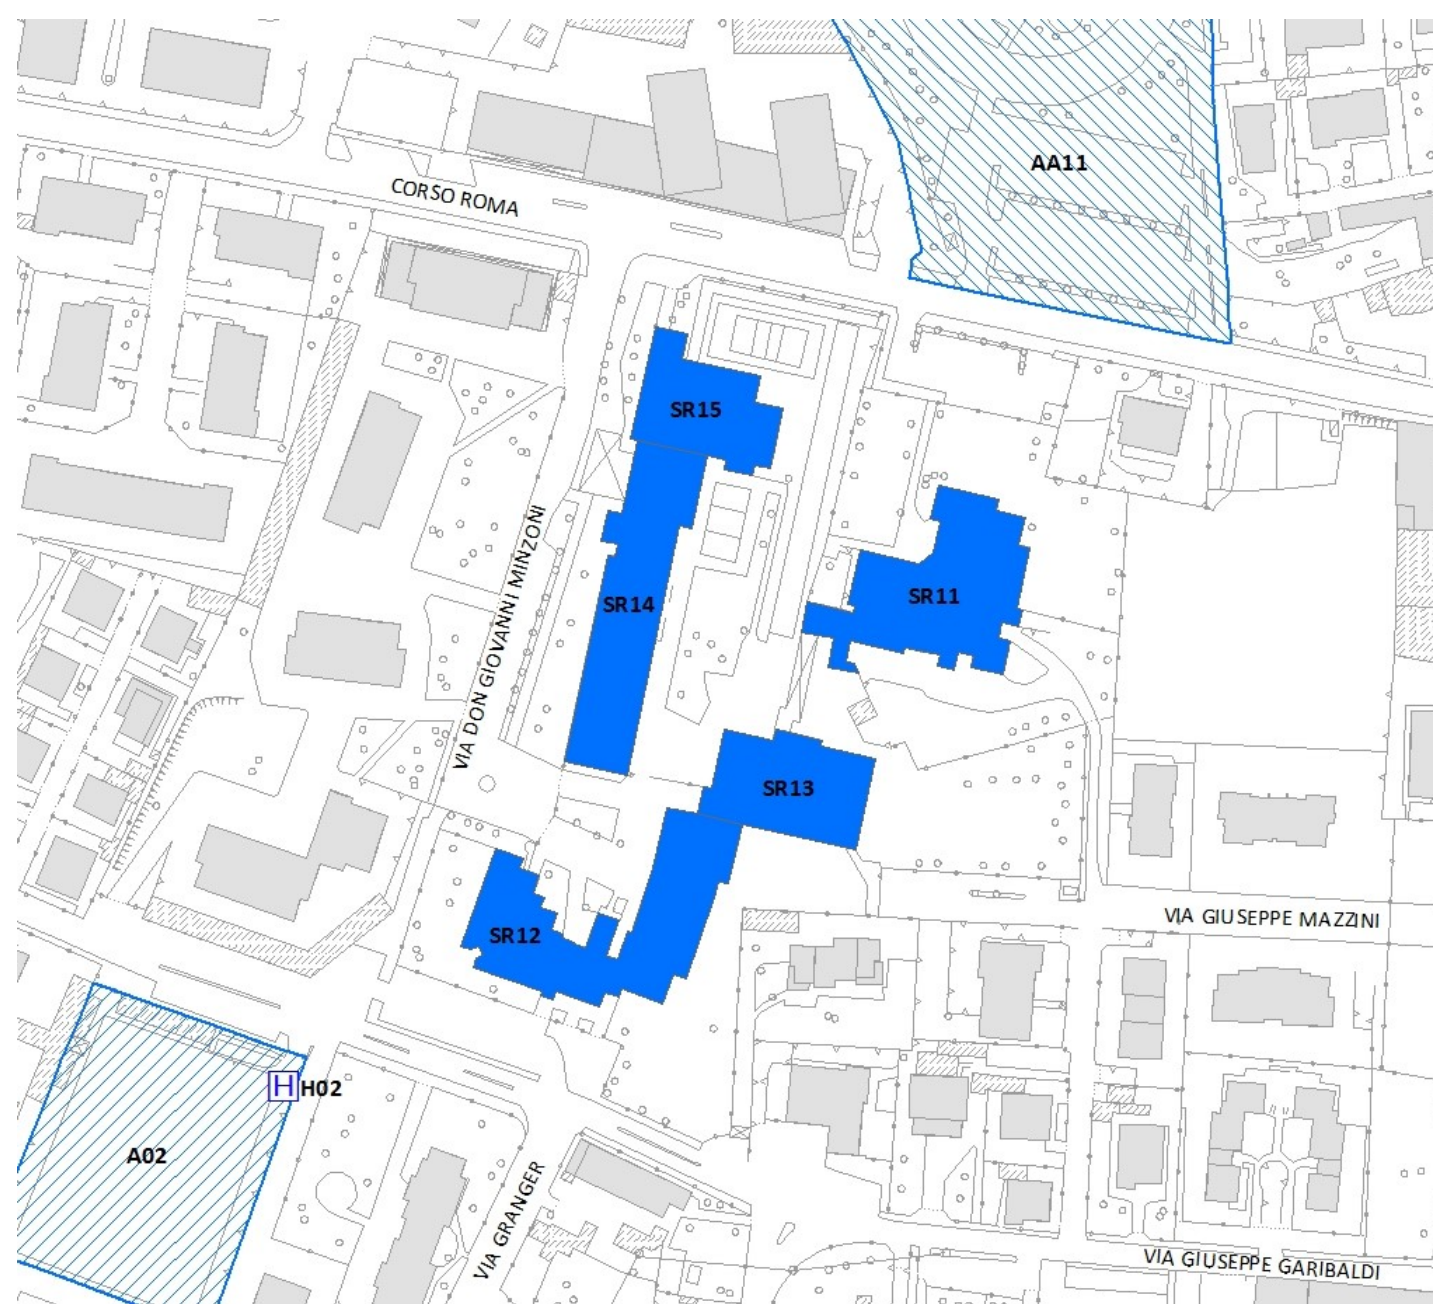 AA11
CORSO ROMA
SR15
SR11
SR14
VIA DON GIOVANNI MINZONI
SR13
VIA GIUSEPPE MAZZINI
SR12
H H02
A02
VIA GRANGER
VIA GIUSEPPE GARIBALDI